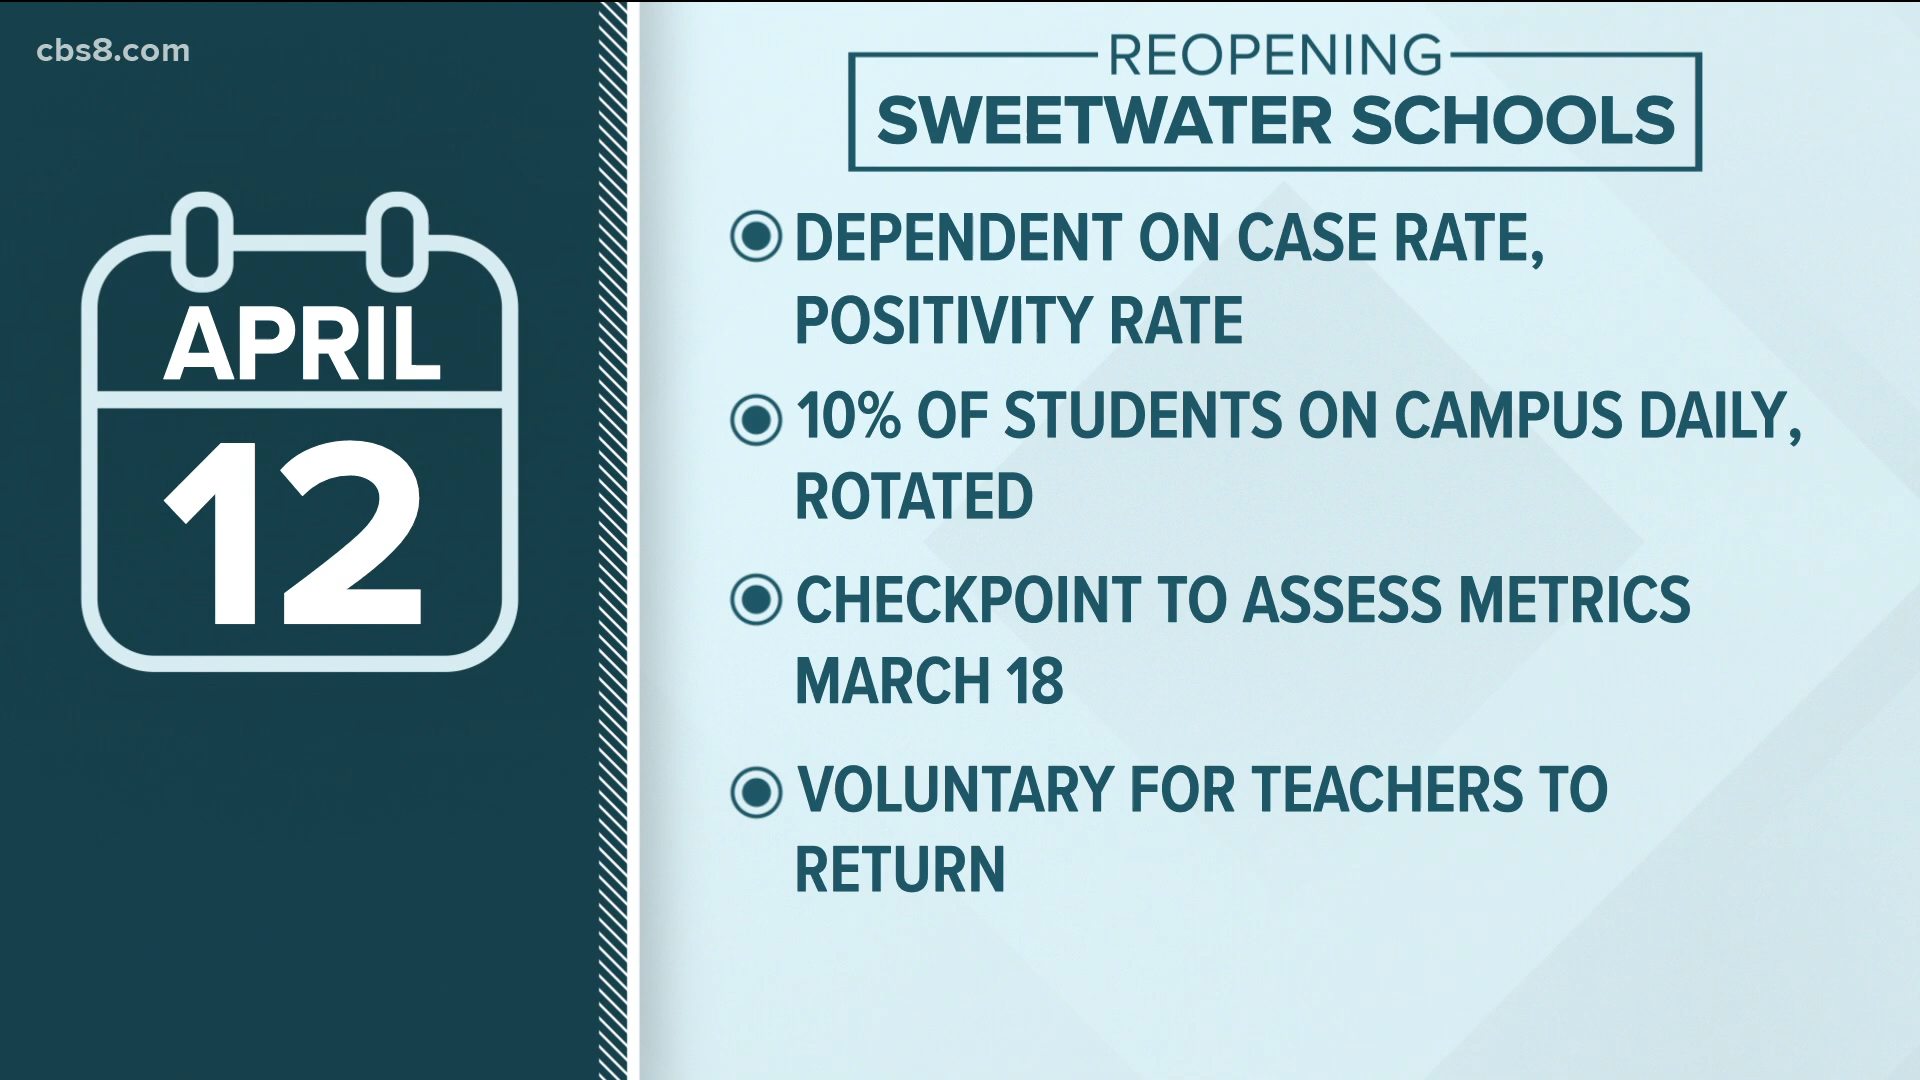 cbs8.com
APRIL
12
REOPENING
SWEETWATER SCHOOLS
DEPENDENT ON CASE RATE,
POSITIVITY RATE
10% OF STUDENTS ON CAMPUS DAILY,
ROTATED
CHECKPOINT TO ASSESS METRICS
MARCH 18
VOLUNTARY FOR TEACHERS TO
RETURN